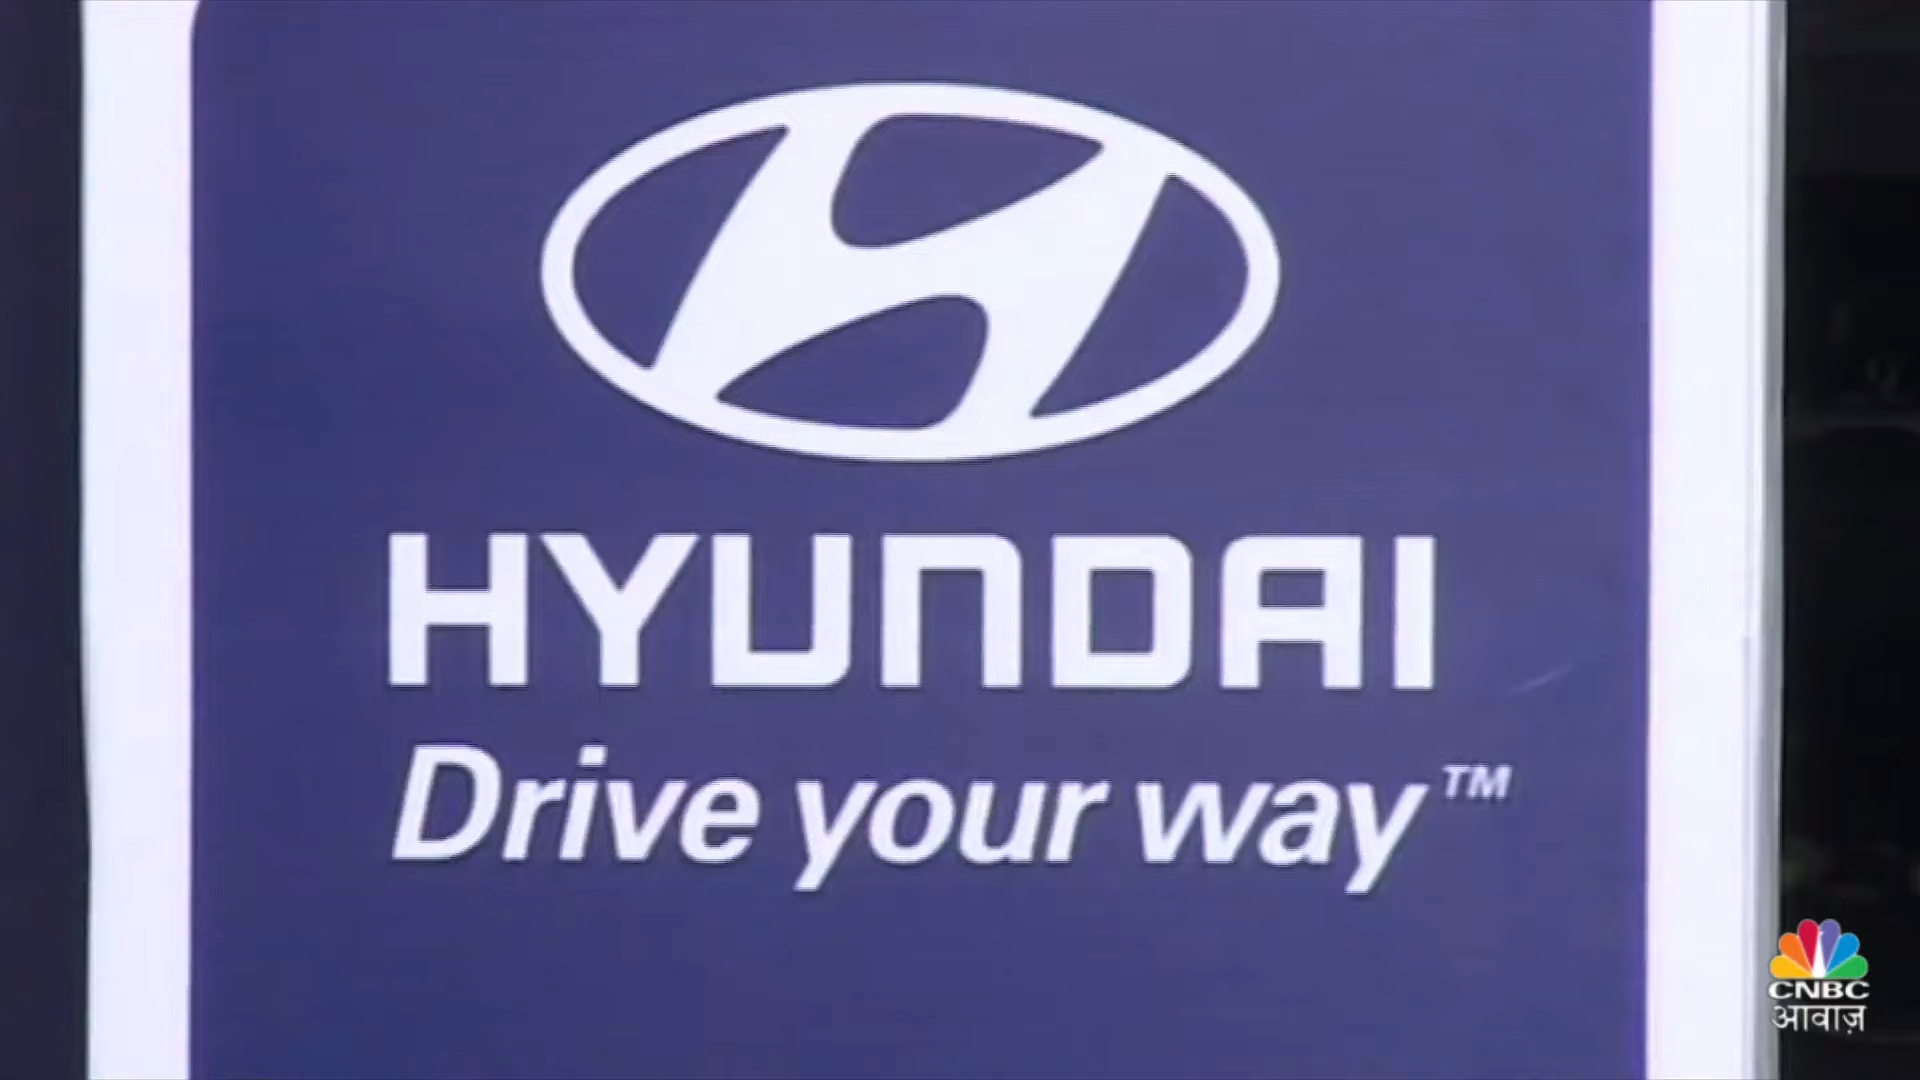 HYUNDAI
Drive your way™
CNBC
आवाज़